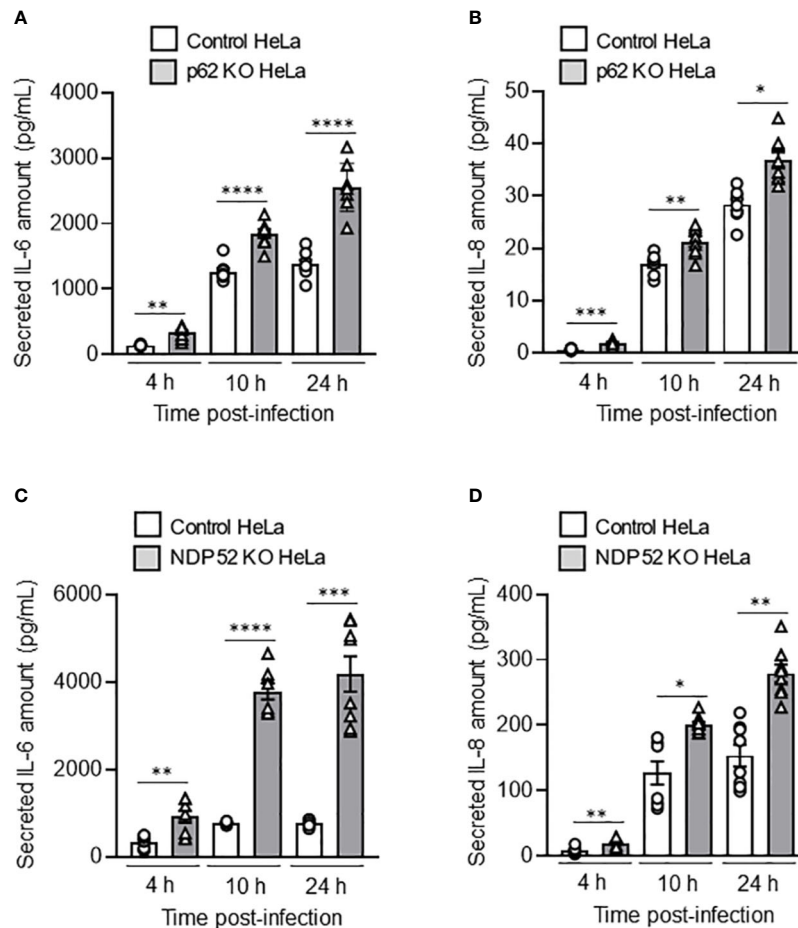 A
Control HeLa
p62 KO HeLa
Secreted IL-6 amount (pg/mL)
4000
3000
2000
1000
0
**
****
****
4 h
10 h
24 h
Time post-infection
B
Control HeLa
p62 KO HeLa
Secreted IL-8 amount (pg/mL)
50
40
30
20
10
0
***
**
*
4 h
10 h
24 h
Time post-infection
C
Control HeLa
NDP52 KO HeLa
Secreted IL-6 amount (pg/mL)
6000
4000
2000
0
**
****
***
4 h
10 h
24 h
Time post-infection
D
Control HeLa
NDP52 KO HeLa
Secreted IL-8 amount (pg/mL)
400
300
200
100
0
**
*
**
4 h
10 h
24 h
Time post-infection